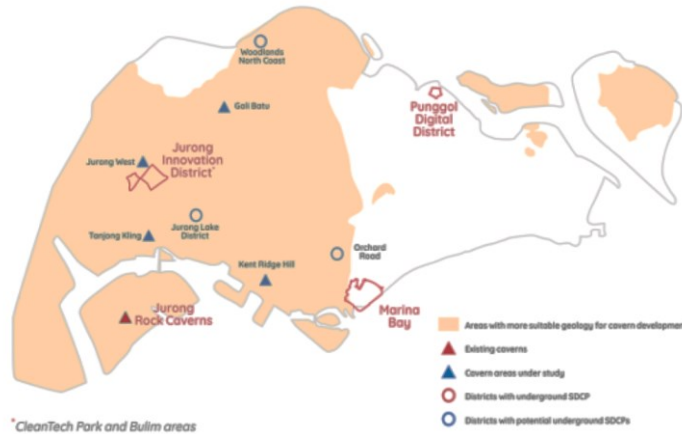 Woodlands
North Coast
Gali Batu
Punggol
Digital
District
Jurong
Innovation
District*
Jurong West
Jurong Lake
District
Tanjong Kling
Orchard
Road
Kent Ridge Hill
Jurong
Rock Caverns
Marina
Bay
Areas with more suitable geology for cavern development
Existing caverns
Cavern areas under study
Districts with underground SDCP
Districts with potential underground SDCPs
*CleanTech Park and Bulim areas